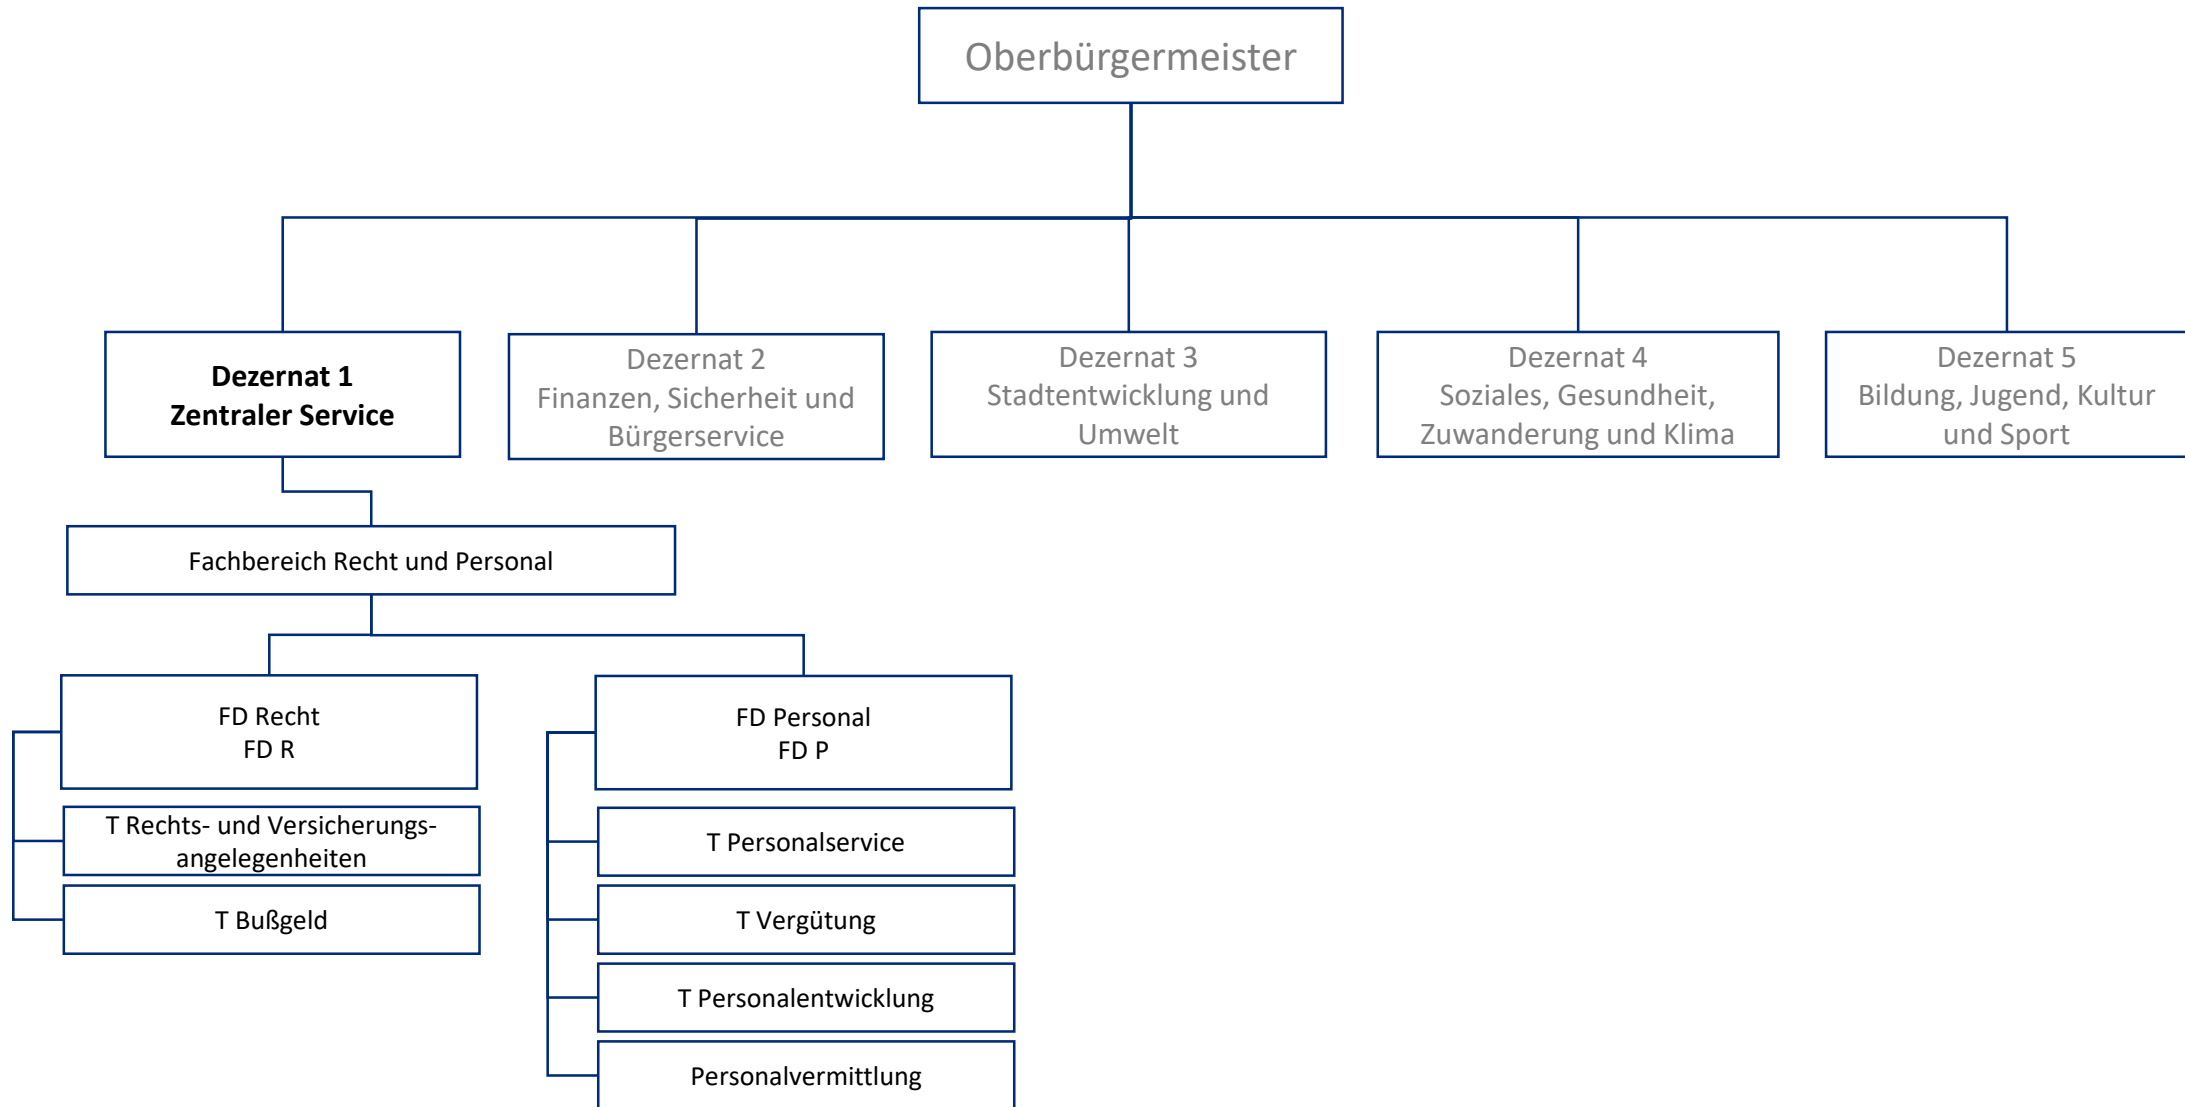 Oberbürgermeister
Dezernat 1
Zentraler Service
Dezernat 2
Finanzen, Sicherheit und
Bürgerservice
Dezernat 3
Stadtentwicklung und
Umwelt
Dezernat 4
Soziales, Gesundheit,
Zuwanderung und Klima
Dezernat 5
Bildung, Jugend, Kultur
und Sport
Fachbereich Recht und Personal
FD Recht
FD R
T Rechts- und Versicherungs-
angelegenheiten
T Bußgeld
FD Personal
FD P
T Personalservice
T Vergütung
T Personalentwicklung
Personalvermittlung